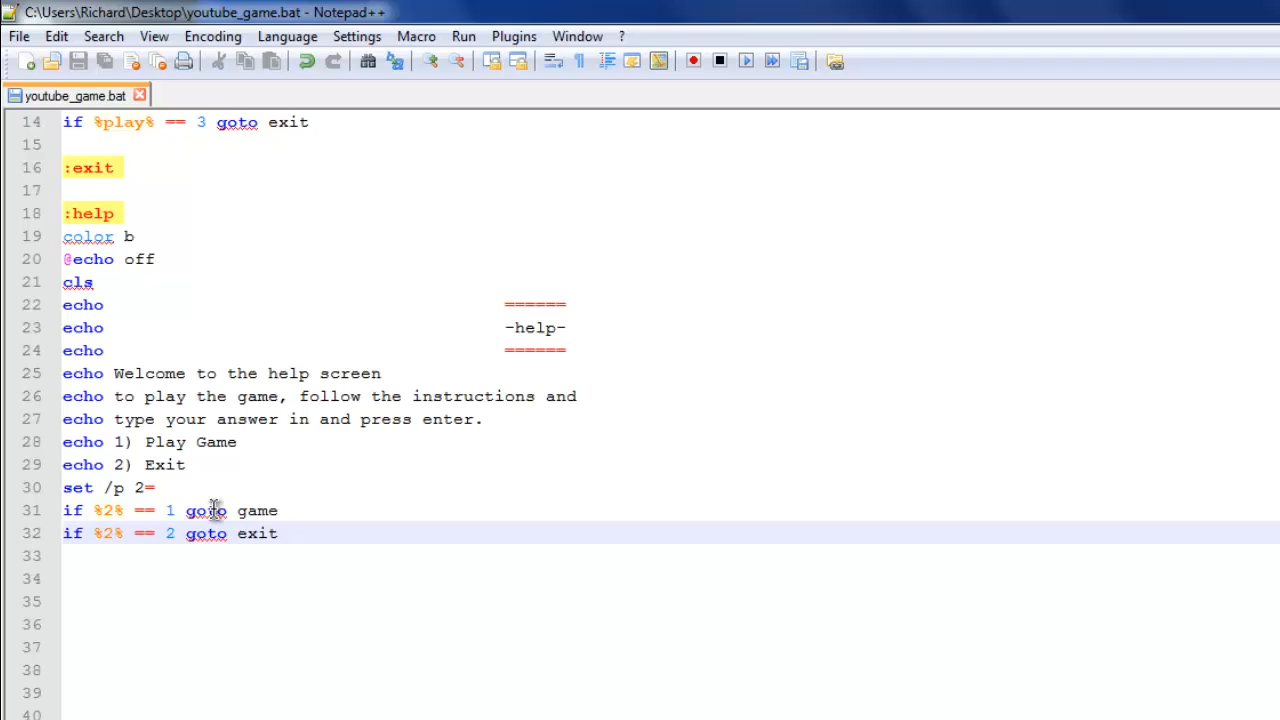 C:\Users\Richard\Desktop\youtube_game.bat - Notepad++
File Edit Search View Encoding Language Settings Macro Run Plugins Window ?
youtube_game.bat
14 if %play% == 3 goto exit
15
16 :exit
17
18 :help
19 color b
20 @echo off
21 cls
22 echo ======
23 echo -help-
24 echo ======
25 echo Welcome to the help screen
26 echo to play the game, follow the instructions and
27 echo type your answer in and press enter.
28 echo 1) Play Game
29 echo 2) Exit
30 set /p 2=
31 if %2% == 1 goto game
32 if %2% == 2 goto exit
33
34
35
36
37
38
39
40